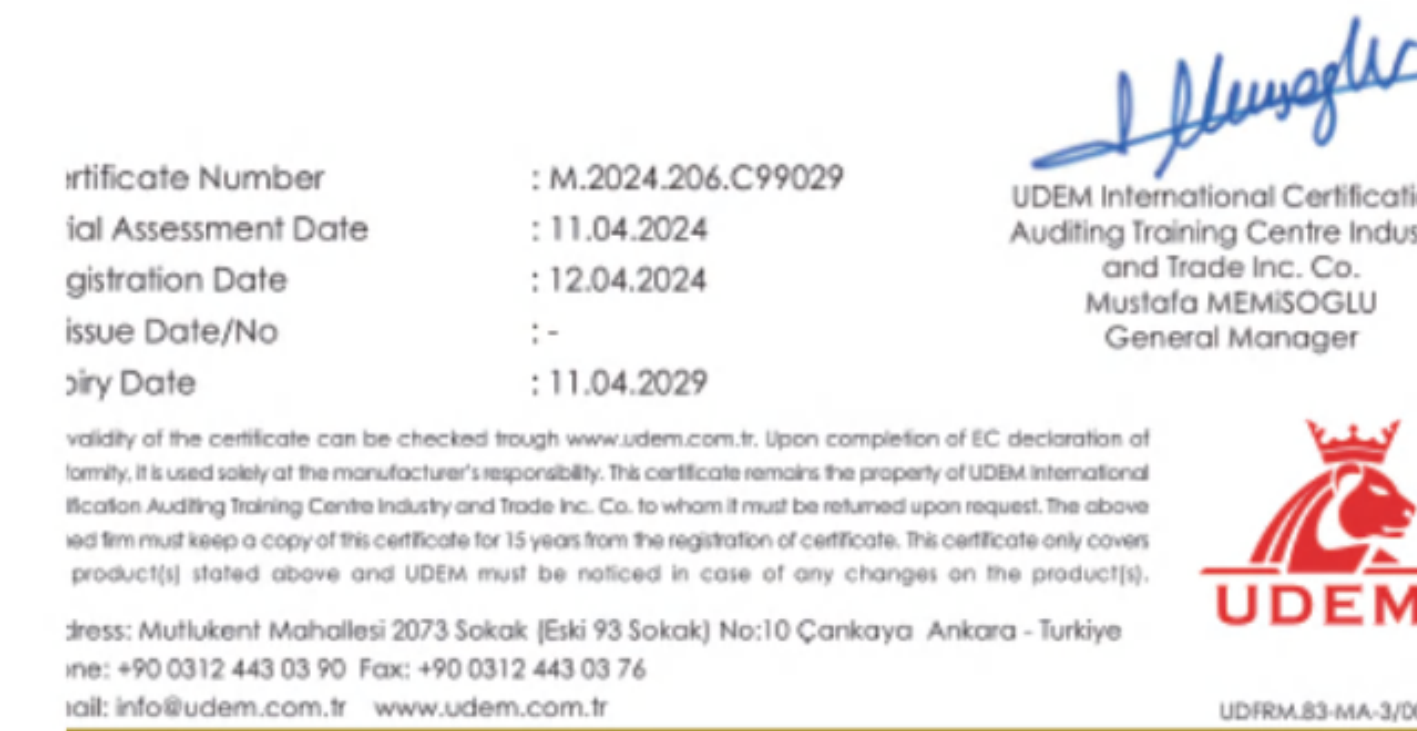 rtificate Number : M.2024.206.C99029
ial Assessment Date : 11.04.2024
gistration Date : 12.04.2024
issue Date/No : -
piry Date : 11.04.2029
UDEM International Certificati
Auditing Training Centre Indus
and Trade Inc. Co.
Mustafa MEMiSOGLU
General Manager
validity of the certificate can be checked trough www.udem.com.tr. Upon completion of EC declaration of
formity, it is used solely at the manufacturer's responsibility. This certificate remains the property of UDEM International
ification Auditing Training Centre Industry and Trade Inc. Co. to whom it must be returned upon request. The above
ed firm must keep a copy of this certificate for 15 years from the registration of certificate. This certificate only covers
product(s) stated above and UDEM must be noticed in case of any changes on the product(s).
UDEM
dress: Mutlukent Mahallesi 2073 Sokak (Eski 93 Sokak) No:10 Çankaya Ankara - Turkiye
ne: +90 0312 443 03 90 Fax: +90 0312 443 03 76
ail: info@udem.com.tr www.udem.com.tr
UDFRM.83-MA-3/0